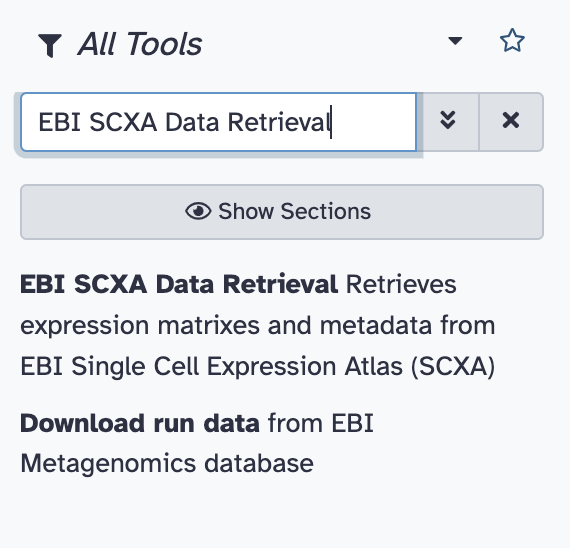 All Tools
EBI SCXA Data Retrieval
Show Sections
EBI SCXA Data Retrieval Retrieves
expression matrixes and metadata from
EBI Single Cell Expression Atlas (SCXA)
Download run data from EBI
Metagenomics database